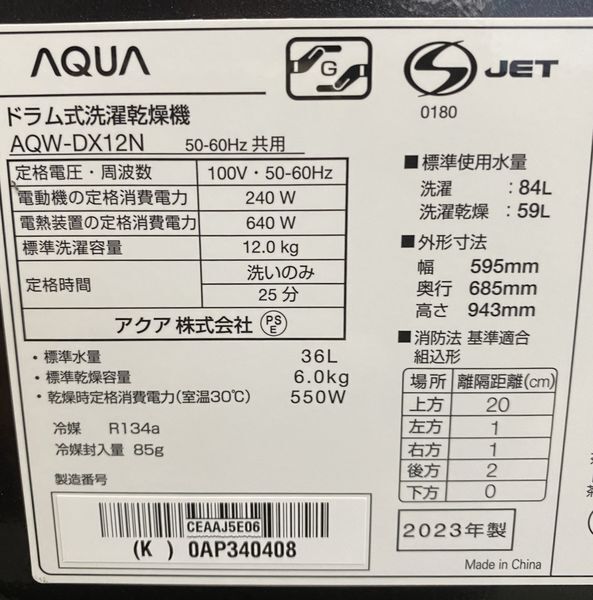 AQUA
G
S JET
0180
ドラム式洗濯乾燥機
AQW-DX12N 50-60Hz 共用
定格電圧・周波数 100V・50-60Hz
電動機の定格消費電力 240 W
電熱装置の定格消費電力 640 W
標準洗濯容量 12.0 kg
定格時間 洗いのみ
25 分
アクア 株式会社 PSE
・標準水量 36L
・標準乾燥容量 6.0kg
・乾燥時定格消費電力(室温30℃) 550W
冷媒 R134a
冷媒封入量 85g
製造番号
CEAAJ5E06
(K) 0AP340408
■標準使用水量
洗濯 : 84L
洗濯乾燥 : 59L
■外形寸法
幅 595mm
奥行 685mm
高さ 943mm
■消防法 基準適合
組込形
場所 離隔距離(cm)
上方 20
左方 1
右方 1
後方 2
下方 0
2023年製
Made in China